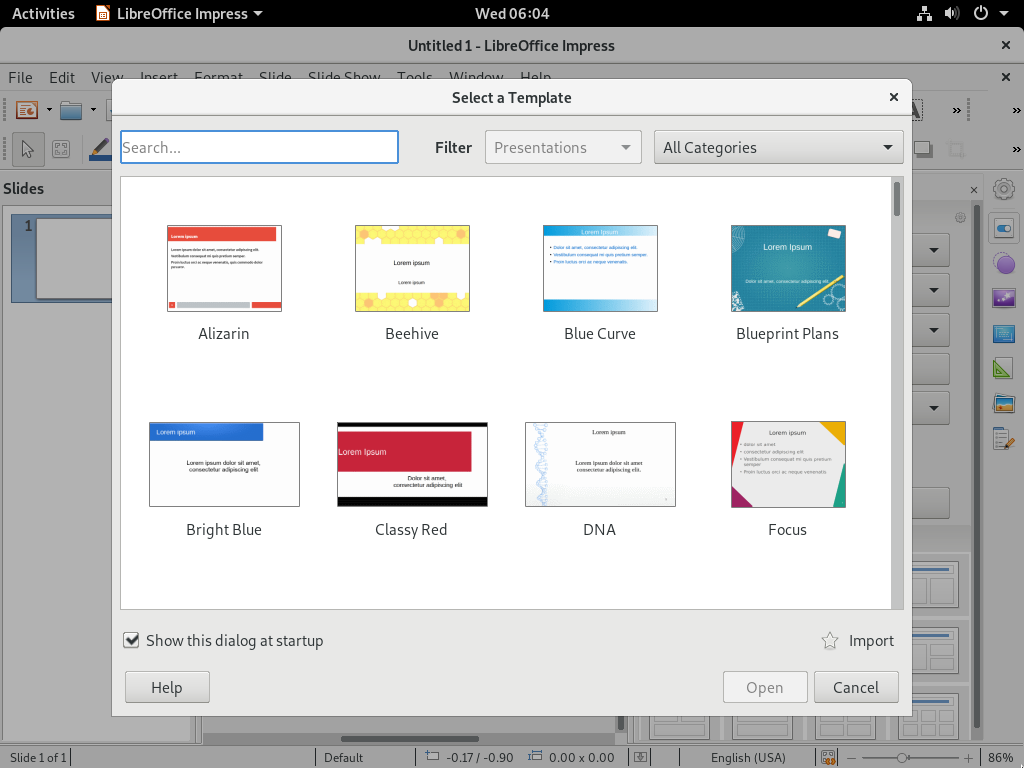 Activities LibreOffice Impress Wed 06:04
Untitled 1 - LibreOffice Impress
File Edit View Insert Format Slide Slide Show Tools Window Help
Select a Template
Search... Filter Presentations All Categories
Slides
1
Lorem ipsum
Lorem ipsum dolor sit amet, consectetur adipiscing elit
Vestibulum consequat mi quis pretium semper.
Proin luctus orci ac neque venenatis, quis commodo dolor posuere.
Lorem ipsum
Lorem ipsum
Lorem Ipsum
Dolor sit amet, consectetur adipiscing elit.
Vestibulum consequat mi quis pretium semper.
Proin luctus orci ac neque venenatis.
Lorem Ipsum
Dolor sit amet, consectetur adipiscing elit.
Alizarin Beehive Blue Curve Blueprint Plans
Lorem ipsum
Lorem ipsum dolor sit amet,
consectetur adipiscing elit
Lorem Ipsum
Dolor sit amet,
consectetur adipiscing elit
Lorem ipsum
Lorem ipsum dolor sit amet
consectetur adipiscing elit.
Lorem ipsum
dolor sit amet
consectetur adipiscing elit
Vestibulum consequat mi quis pretium
semper
Proin luctus orci ac neque venenatis
Bright Blue Classy Red DNA Focus
Show this dialog at startup Import
Help Open Cancel
Slide 1 of 1 Default -0.17 / -0.90 0.00 x 0.00 English (USA) 86%